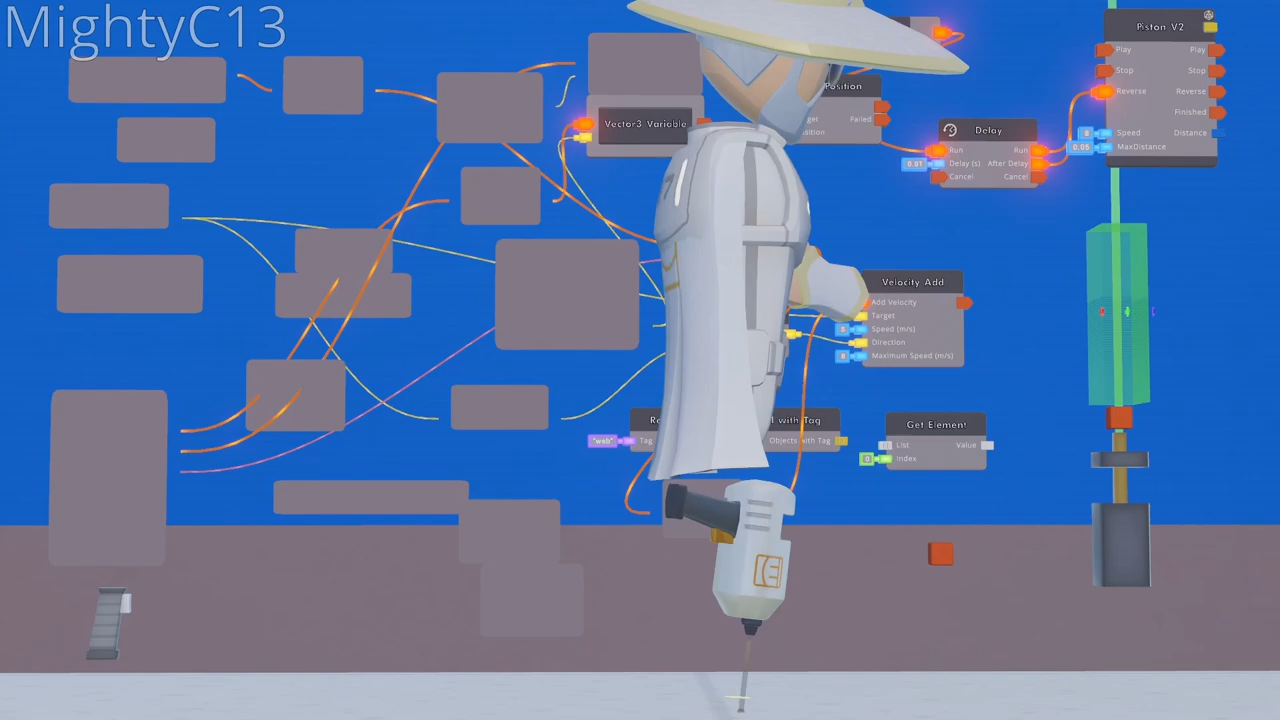 MightyC13
Vector3 Variable
Position
Failed
Delay
Run
Run
0.01
Delay (s)
After Delay
Cancel
Cancel
Piston V2
Play
Play
Stop
Stop
Reverse
Reverse
Finished
8
Speed
Distance
0.05
MaxDistance
Velocity Add
Add Velocity
Target
Speed (m/s)
Direction
8
Maximum Speed (m/s)
with Tag
"web"
Tag
Objects with Tag
Get Element
List
Value
0
Index